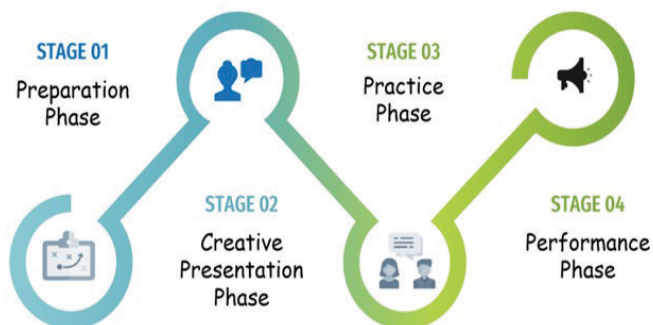 STAGE 01
Preparation
Phase
STAGE 02
Creative
Presentation
Phase
STAGE 03
Practice
Phase
STAGE 04
Performance
Phase